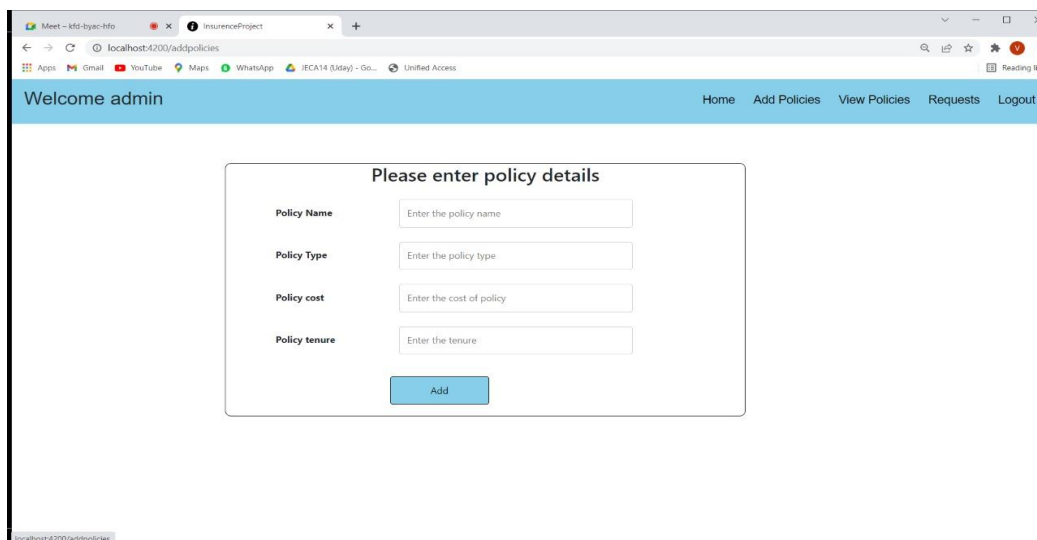 Meet – kfd-byac-hfo InsurenceProject
localhost:4200/addpolicies V
Apps Gmail YouTube Maps WhatsApp JECA14 (Uday) - Go... Unified Access Reading li
Welcome admin Home Add Policies View Policies Requests Logout
Please enter policy details
Policy Name Enter the policy name
Policy Type Enter the policy type
Policy cost Enter the cost of policy
Policy tenure Enter the tenure
Add
localhost:4200/addpolicies